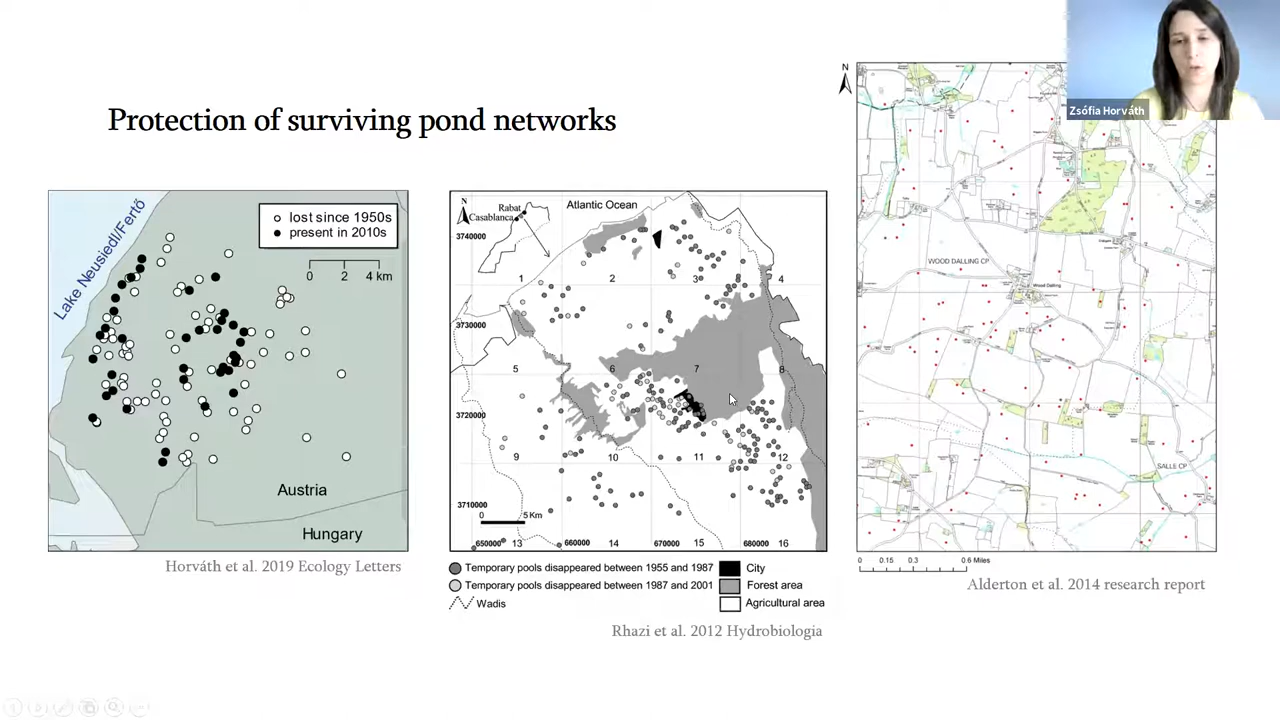 Protection of surviving pond networks
Zsófia Horváth
Lake Neusiedl/Fertő
lost since 1950s
present in 2010s
0 2 4 km
Austria
Hungary
Horváth et al. 2019 Ecology Letters
N
Rabat
Casablanca
Atlantic Ocean
3740000
1 2 3 4
3730000
5 6 7 8
3720000
9 10 11 12
3710000
0 5 Km
650000 13 660000 14 670000 15 680000 16
Temporary pools disappeared between 1955 and 1987
Temporary pools disappeared between 1987 and 2001
Wadis
City
Forest area
Agricultural area
Rhazi et al. 2012 Hydrobiologia
N
WOOD DALLING CP
Wood Dalling
SALLE CP
0 0.15 0.3 0.6 Miles
Alderton et al. 2014 research report